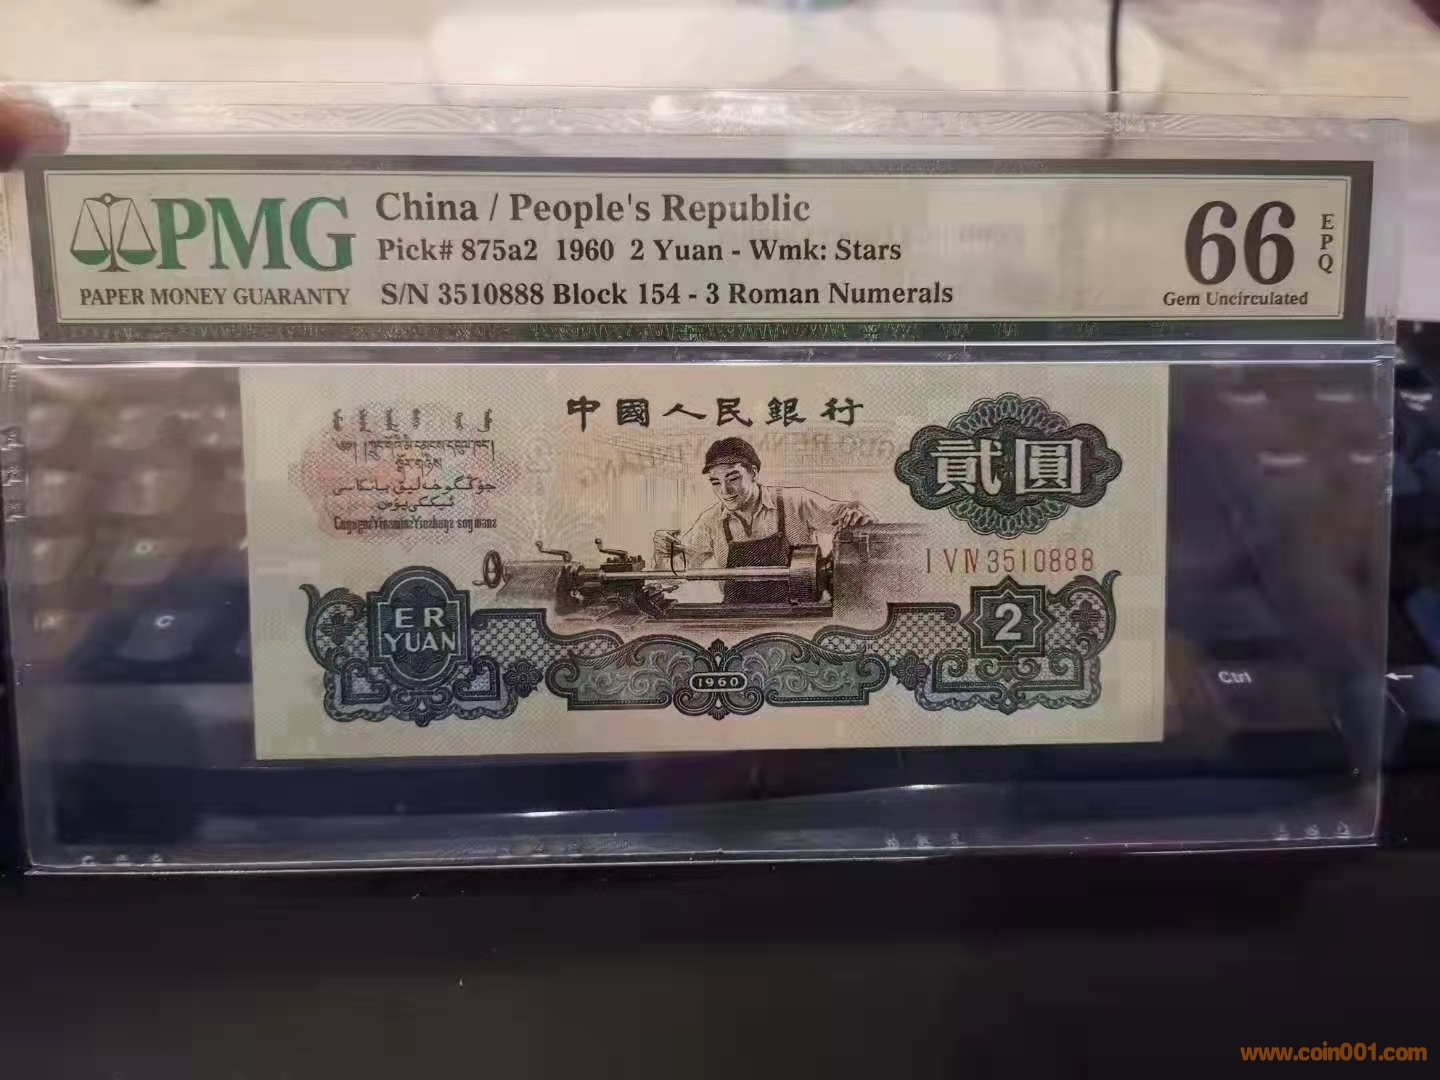 PMG
PAPER MONEY GUARANTY
China / People's Republic
Pick# 875a2 1960 2 Yuan - Wmk: Stars
S/N 3510888 Block 154 - 3 Roman Numerals
66
EPQ
Gem Uncirculated
中國人民銀行
貳圓
I V IV 3510888
ER
YUAN
2
1960
Ctrl
www.coin001.com